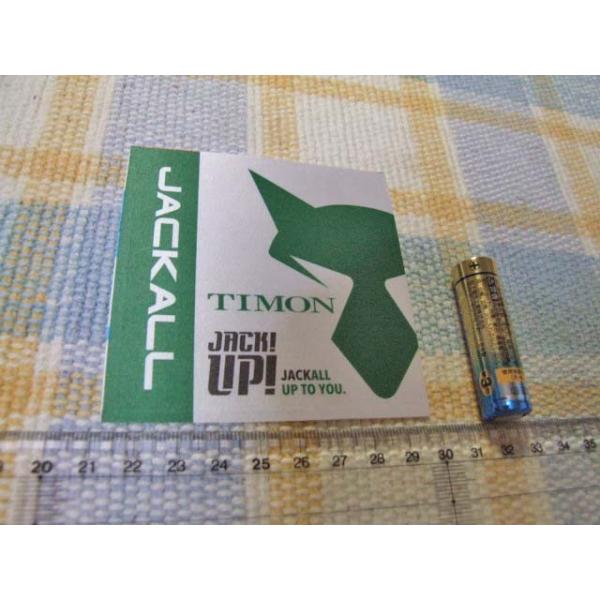 JACKALL
TIMON
JACK!
UP!
JACKALL
UP TO YOU.
+
20 21 22 23 24 25 26 27 28 29 30 31 32 33 34 35